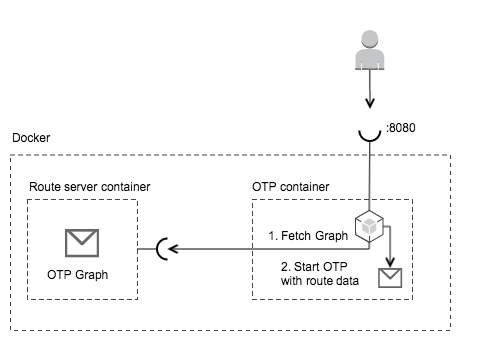 :8080
Docker
Route server container
OTP container
1. Fetch Graph
OTP Graph
2. Start OTP
with route data